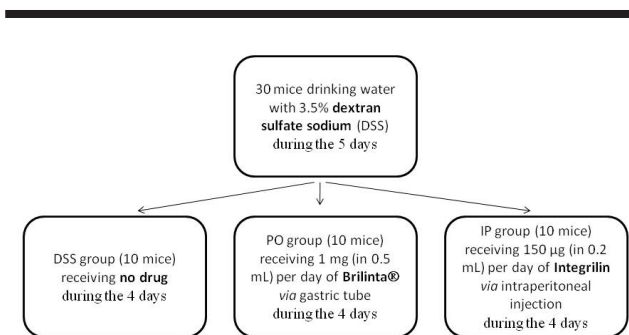 30 mice drinking water
with 3.5% dextran
sulfate sodium (DSS)
during the 5 days
DSS group (10 mice)
receiving no drug
during the 4 days
PO group (10 mice)
receiving 1 mg (in 0.5
mL) per day of Brilinta®
via gastric tube
during the 4 days
IP group (10 mice)
receiving 150 µg (in 0.2
mL) per day of Integrilin
via intraperitoneal
injection
during the 4 days